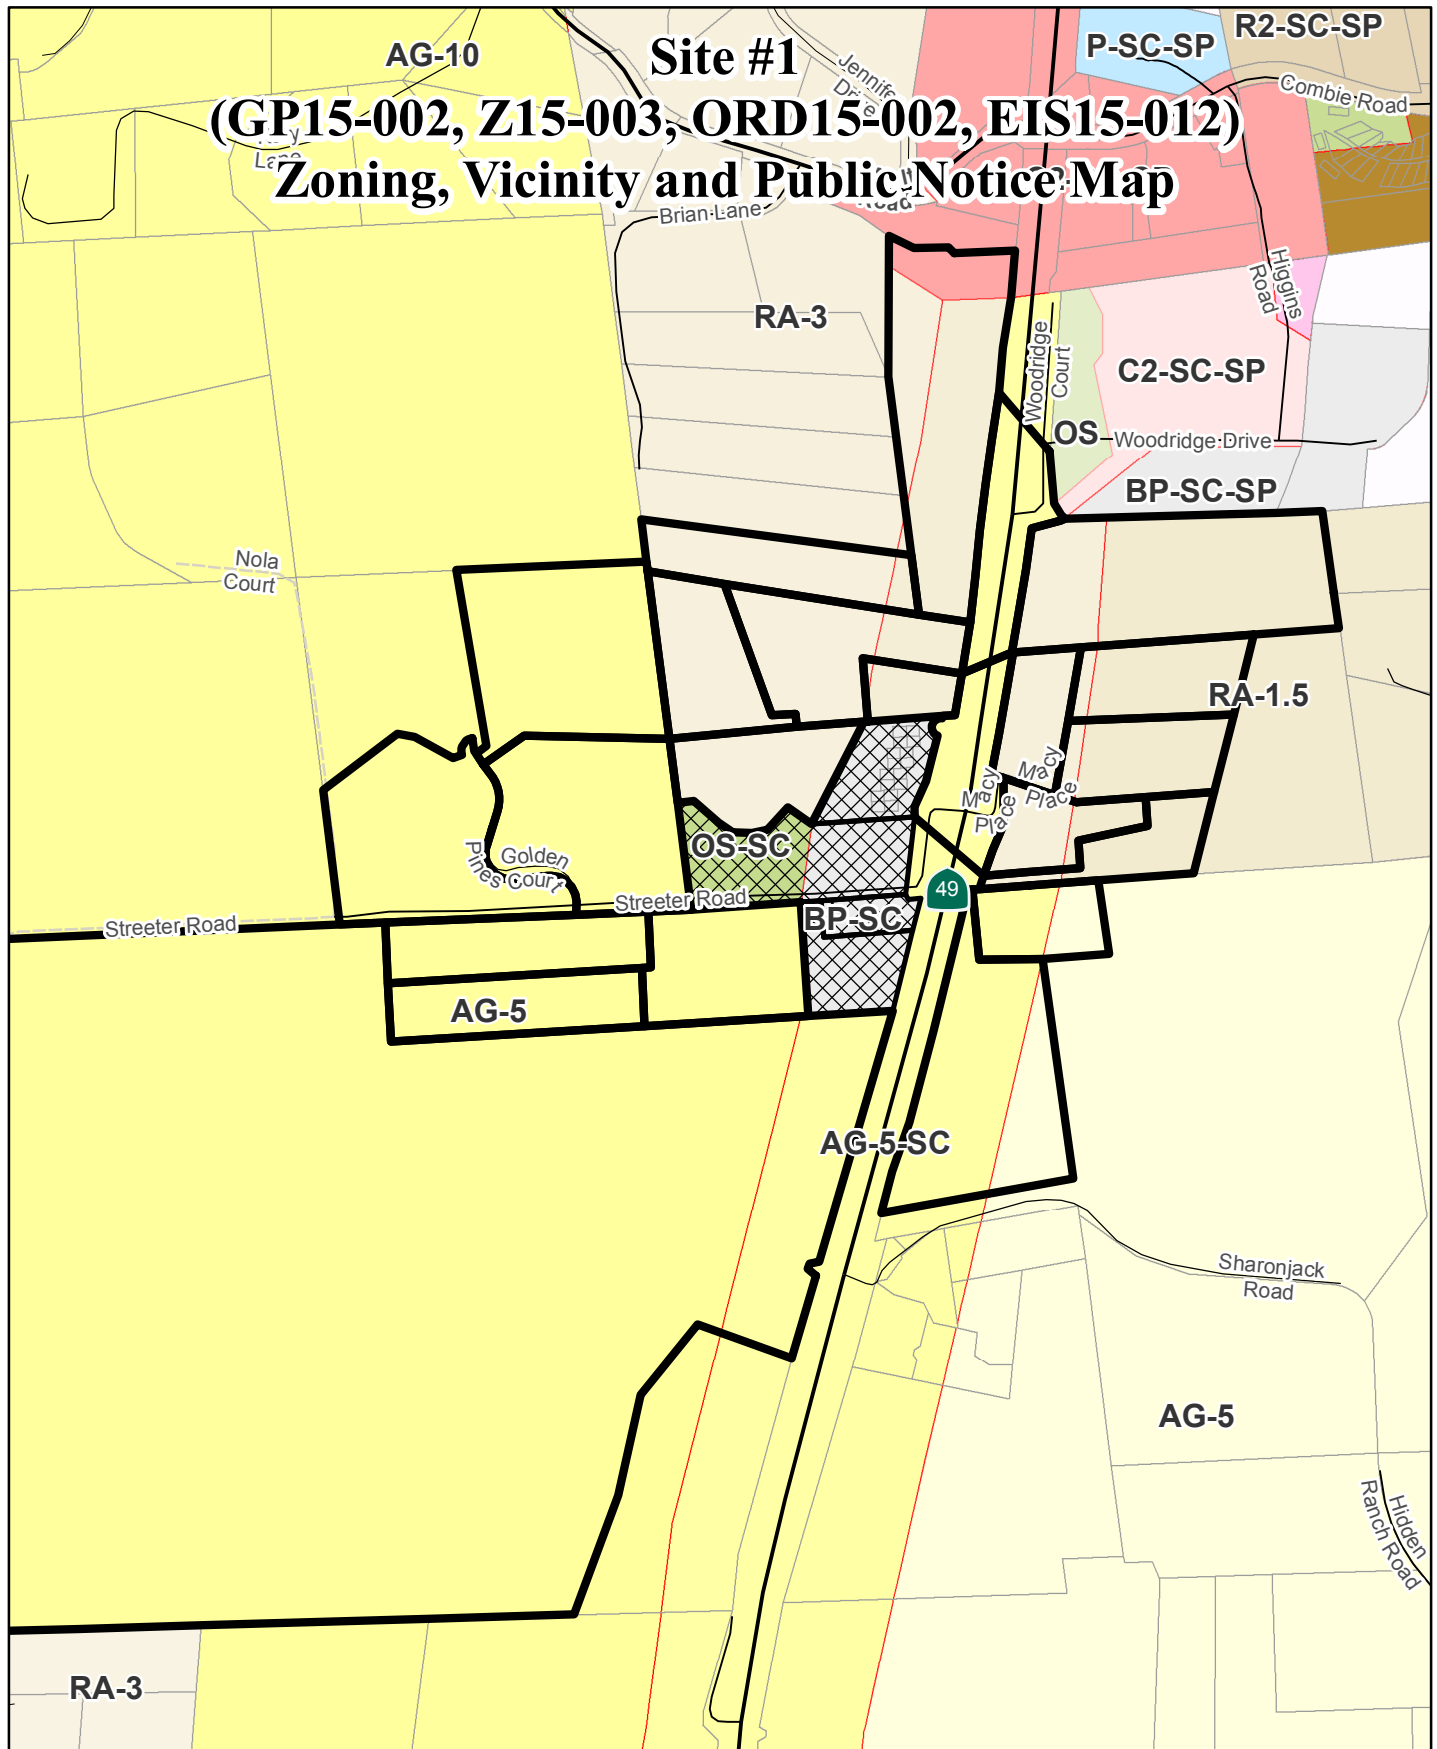 Site #1
(GP15-002, Z15-003, ORD15-002, EIS15-012)
Zoning, Vicinity and Public Notice Map
AG-10
P-SC-SP
R2-SC-SP
Combie Road
Brian Lane
Road
Lane
Higgins
Road
RA-3
Woodridge
Court
C2-SC-SP
OS
Woodridge Drive
BP-SC-SP
Nola
Court
RA-1.5
Macy
Place
Macy
Place
OS-SC
Golden
Pines Court
Streeter Road
49
Streeter Road
BP-SC
AG-5
AG-5-SC
Sharonjack
Road
AG-5
Hidden
Ranch Road
RA-3